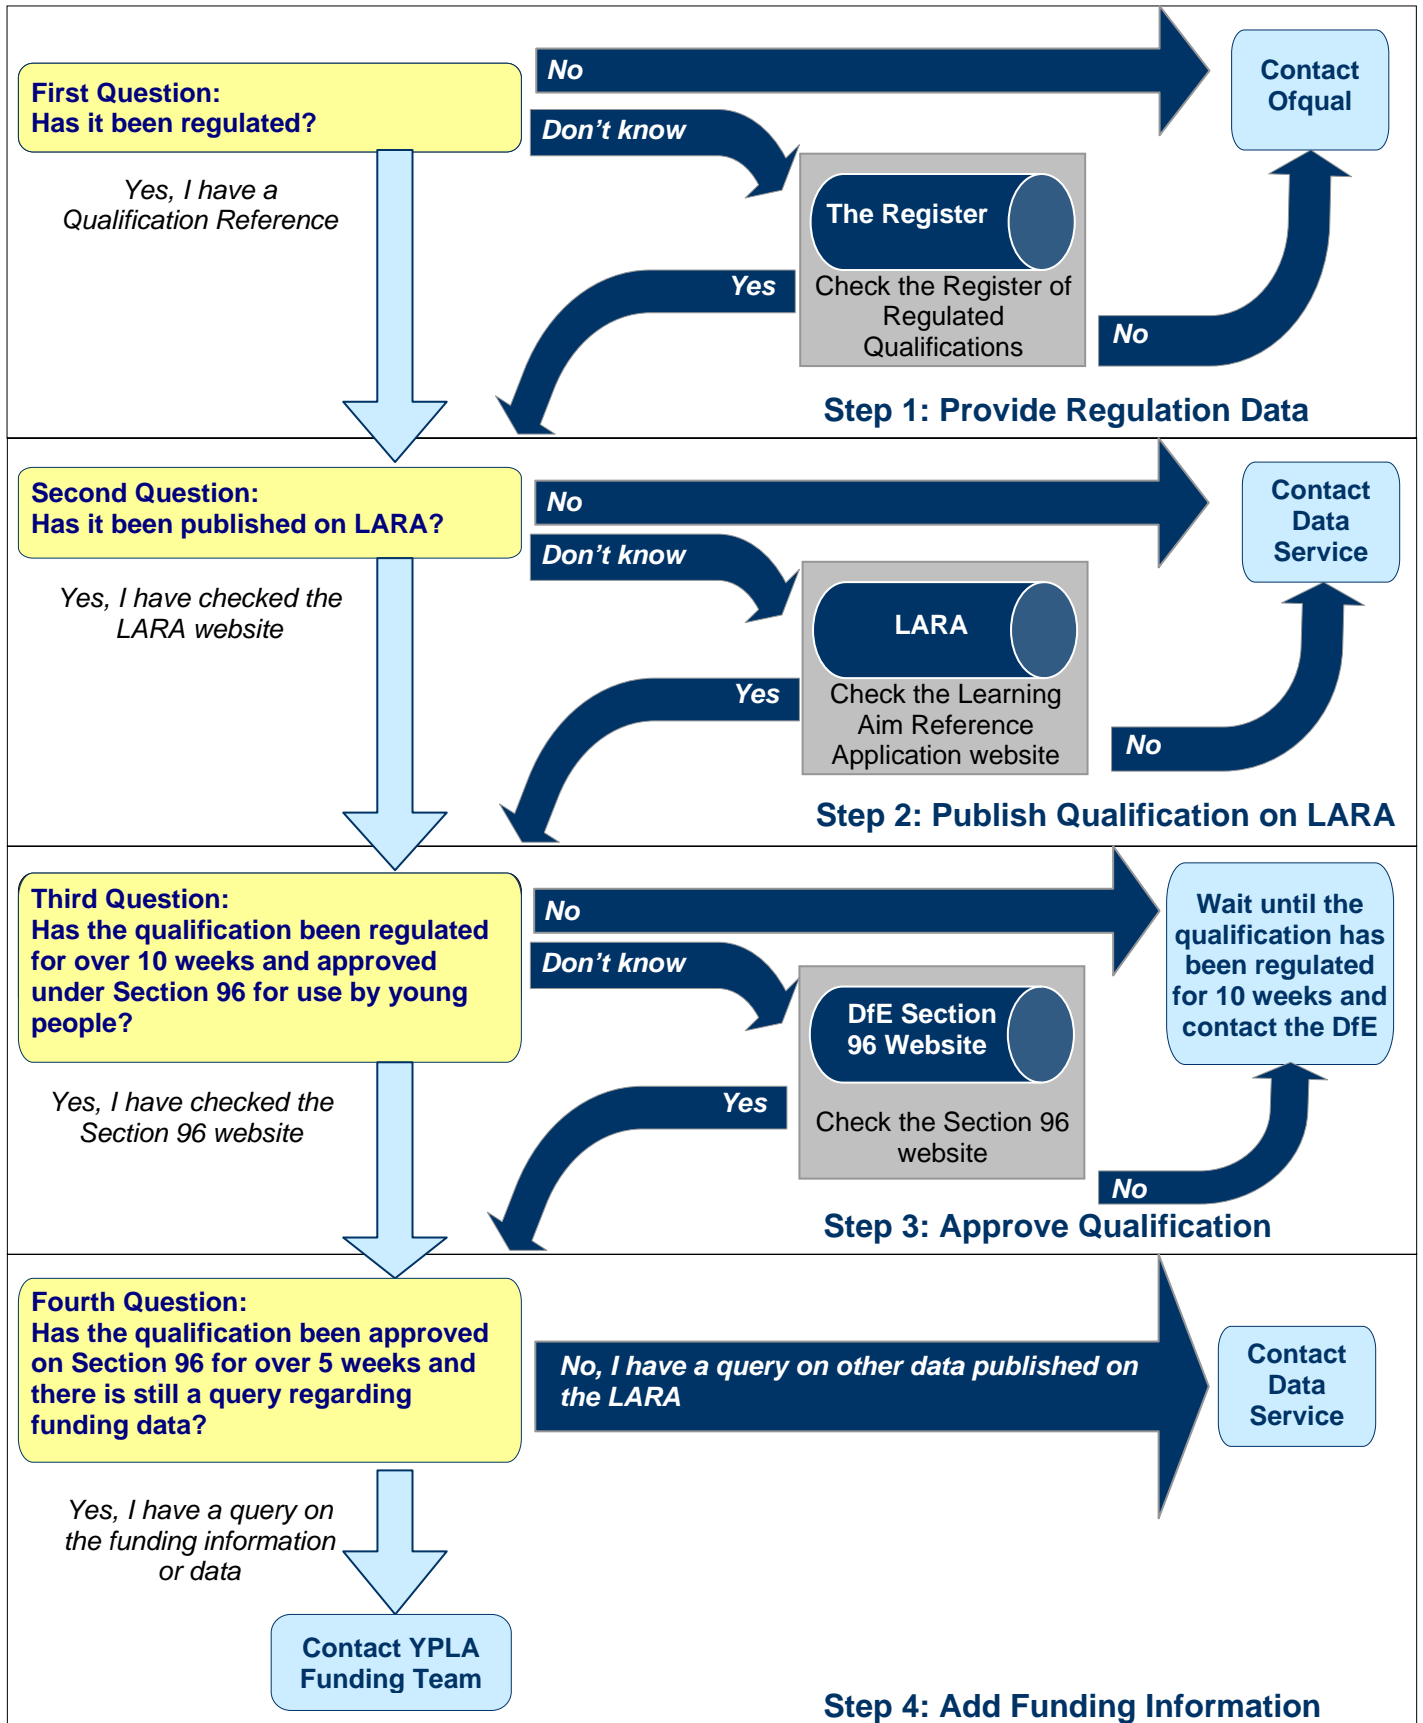 First Question:
Has it been regulated?
No
Don't know
Contact
Ofqual
Yes, I have a
Qualification Reference
The Register
Yes
Check the Register of
Regulated
Qualifications
No
Step 1: Provide Regulation Data
Second Question:
Has it been published on LARA?
No
Don't know
Contact
Data
Service
Yes, I have checked the
LARA website
LARA
Yes
Check the Learning
Aim Reference
Application website
No
Step 2: Publish Qualification on LARA
Third Question:
Has the qualification been regulated
for over 10 weeks and approved
under Section 96 for use by young
people?
No
Don't know
Wait until the
qualification has
been regulated
for 10 weeks and
contact the DfE
Yes, I have checked the
Section 96 website
DfE Section
96 Website
Yes
Check the Section 96
website
No
Step 3: Approve Qualification
Fourth Question:
Has the qualification been approved
on Section 96 for over 5 weeks and
there is still a query regarding
funding data?
No, I have a query on other data published on
the LARA
Contact
Data
Service
Yes, I have a query on
the funding information
or data
Contact YPLA
Funding Team
Step 4: Add Funding Information